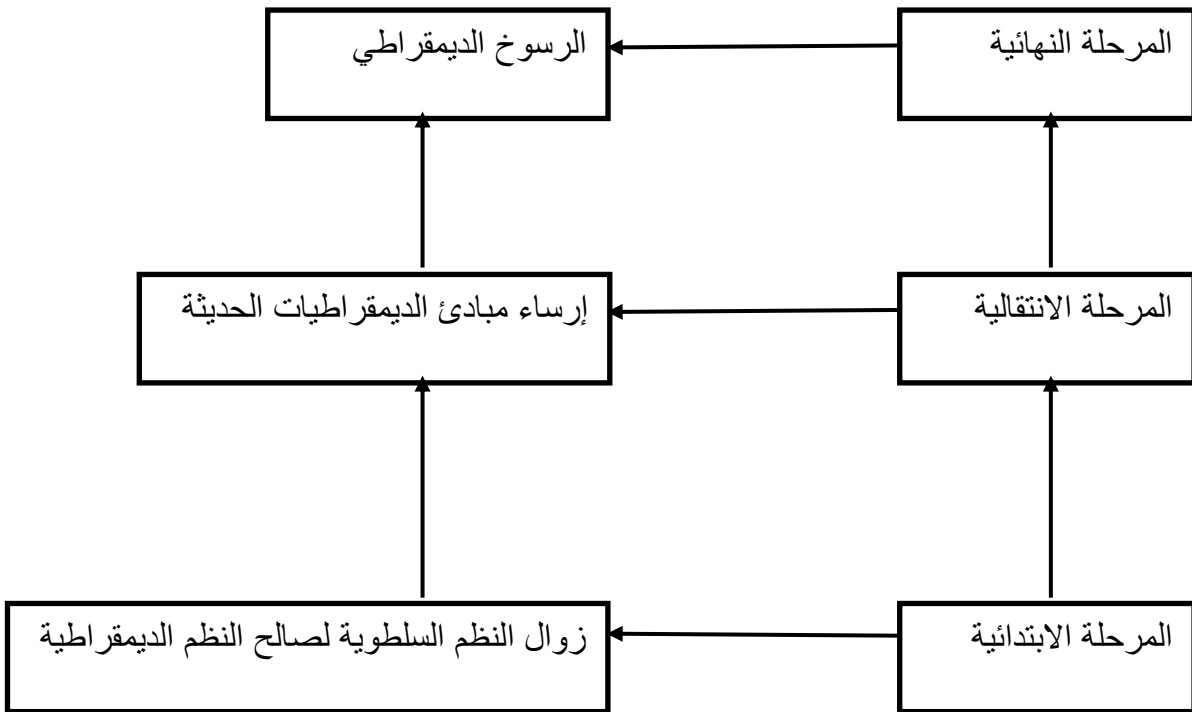 المرحلة النهائية
الرسوخ الديمقراطي
المرحلة الانتقالية
إرساء مبادئ الديمقراطيات الحديثة
المرحلة الابتدائية
زوال النظم السلطوية لصالح النظم الديمقراطية